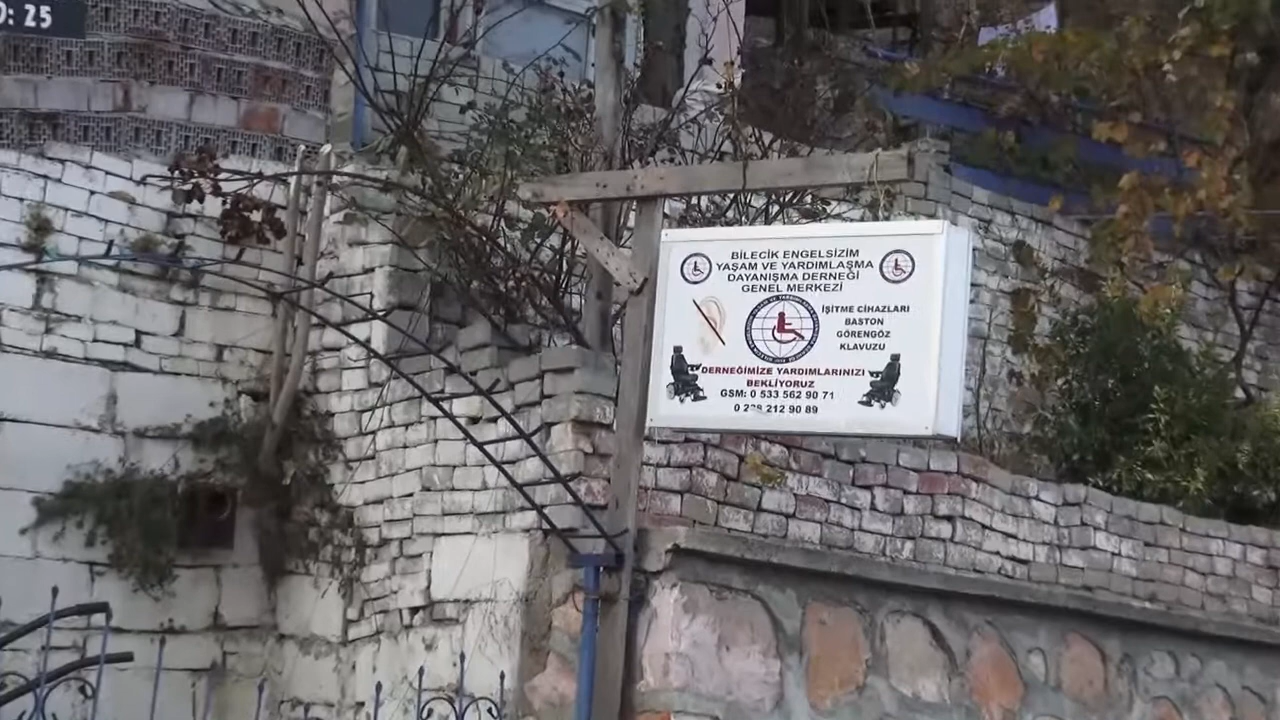 : 25
BİLECİK ENGELSİZİM
YAŞAM VE YARDIMLAŞMA
DAYANIŞMA DERNEĞİ
GENEL MERKEZİ
İŞİTME CİHAZLARI
BASTON
GÖRENGÖZ
KLAVUZU
DERNEĞİMİZE YARDIMLARINIZI
BEKLİYORUZ
GSM: 0 533 562 90 71
0 228 212 90 89